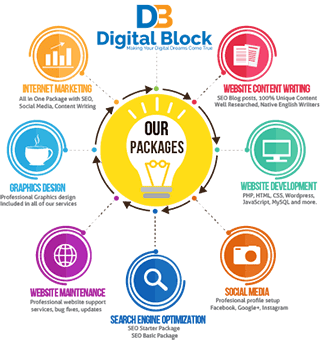 DB
Digital Block
Making Your Digital Dreams Come True
INTERNET MARKETING
All in One Package with SEO,
Social Media, Content Writing
WEBSITE CONTENT WRITING
SEO Blog posts, 100% Unique Content
Well Researched, Native English Writers
OUR
PACKAGES
GRAPHICS DESIGN
Professional Graphics design
included in all of our services
WEBSITE DEVELOPMENT
PHP, HTML, CSS, Wordpress,
JavaScript, MySQL and more.
WEBSITE MAINTENANCE
Professional website support
services, bug fixes, updates
SOCIAL MEDIA
Professional profile setup
Facebook, Google+, Instagram
SEARCH ENGINE OPTIMIZATION
SEO Starter Package
SEO Basic Package